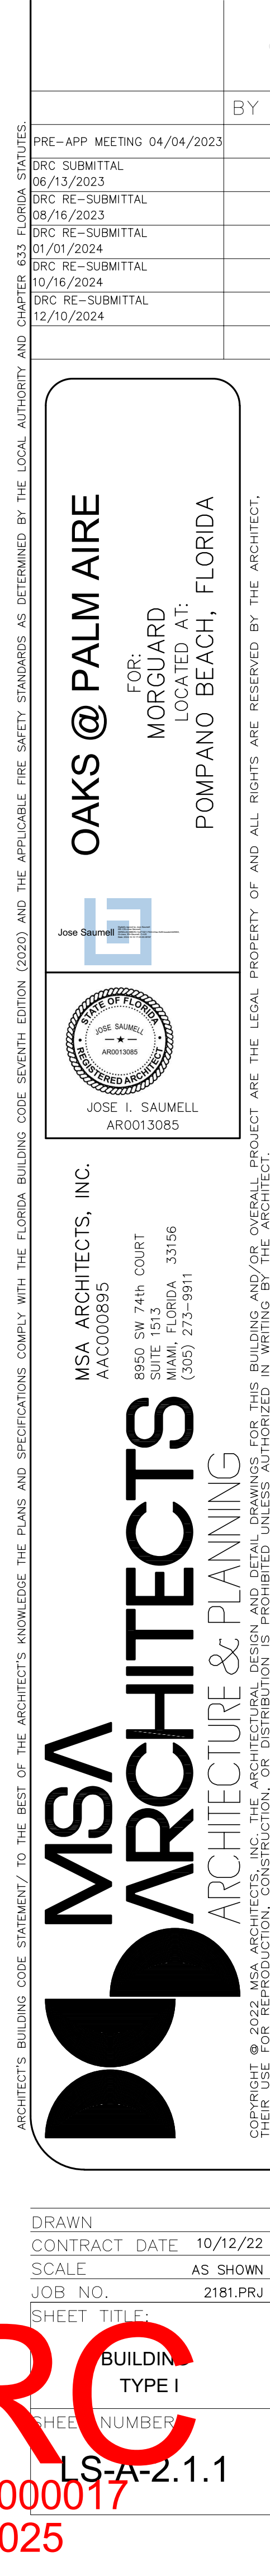 BY
PRE-APP MEETING 04/04/2023
DRC SUBMITTAL
06/13/2023
DRC RE-SUBMITTAL
08/16/2023
DRC RE-SUBMITTAL
01/01/2024
DRC RE-SUBMITTAL
10/16/2024
DRC RE-SUBMITTAL
12/10/2024
ARCHITECT'S BUILDING CODE STATEMENT/ TO THE BEST OF THE ARCHITECT'S KNOWLEDGE THE PLANS AND SPECIFICATIONS COMPLY WITH THE FLORIDA BUILDING CODE SEVENTH EDITION (2020) AND THE APPLICABLE FIRE SAFETY STANDARDS AS DETERMINED BY THE LOCAL AUTHORITY AND CHAPTER 633 FLORIDA STATUTES.
OAKS @ PALM AIRE
FOR:
MORGUARD
LOCATED AT:
POMPANO BEACH, FLORIDA
Jose Saumell
STATE OF FLORIDA
JOSE SAUMELL
AR0013085
REGISTERED ARCHITECT
JOSE I. SAUMELL
AR0013085
MSA ARCHITECTS, INC.
AAC000895
8950 SW 74th COURT
SUITE 1513
MIAMI, FLORIDA 33156
(305) 273-9911
MSA
ARCHITECTS
ARCHITECTURE & PLANNING
COPYRIGHT @ 2022 MSA ARCHITECTS, INC. THE ARCHITECTURAL DESIGN AND DETAIL DRAWINGS FOR THIS BUILDING AND/OR OVERALL PROJECT ARE THE LEGAL PROPERTY OF AND ALL RIGHTS ARE RESERVED BY THE ARCHITECT,
THEIR USE FOR REPRODUCTION, CONSTRUCTION, OR DISTRIBUTION IS PROHIBITED UNLESS AUTHORIZED IN WRITING BY THE ARCHITECT.
DRAWN
CONTRACT DATE 10/12/22
SCALE AS SHOWN
JOB NO. 2181.PRJ
SHEET TITLE:
BUILDING
TYPE I
SHEET NUMBER
LS-A-2.1.1
RC
000017
025